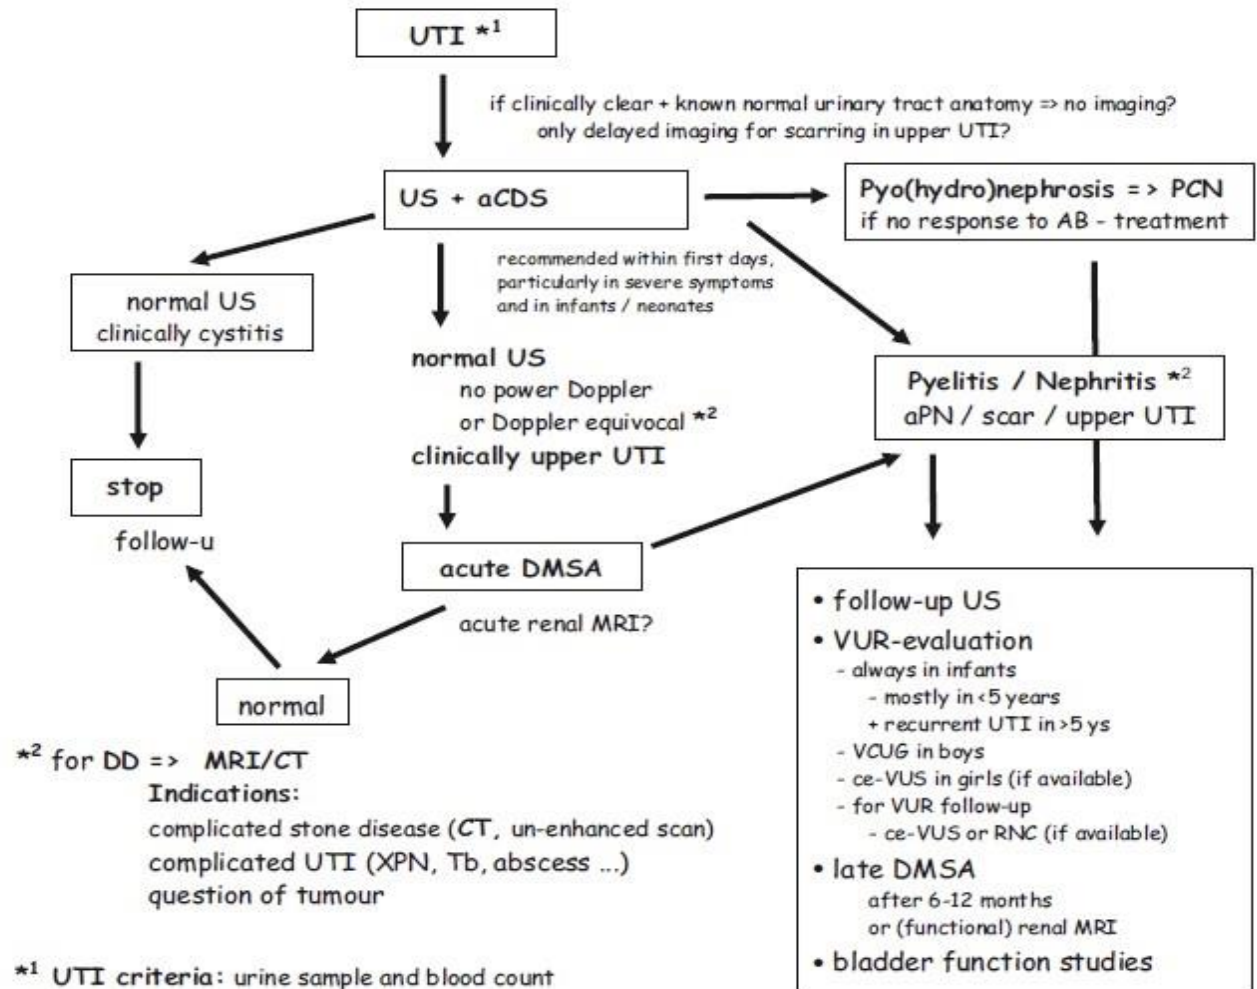 UTI *1
if clinically clear + known normal urinary tract anatomy => no imaging?
only delayed imaging for scarring in upper UTI?
US + aCDS
Pyo(hydro)nephrosis => PCN
if no response to AB - treatment
recommended within first days,
particularly in severe symptoms
and in infants / neonates
normal US
clinically cystitis
normal US
no power Doppler
or Doppler equivocal *2
clinically upper UTI
Pyelitis / Nephritis *2
aPN / scar / upper UTI
stop
follow-u
acute DMSA
acute renal MRI?
normal
• follow-up US
• VUR-evaluation
- always in infants
- mostly in <5 years
+ recurrent UTI in >5 ys
- VCUG in boys
- ce-VUS in girls (if available)
- for VUR follow-up
- ce-VUS or RNC (if available)
• late DMSA
after 6-12 months
or (functional) renal MRI
• bladder function studies
*2 for DD => MRI/CT
Indications:
complicated stone disease (CT, un-enhanced scan)
complicated UTI (XPN, Tb, abscess ...)
question of tumour
*1 UTI criteria: urine sample and blood count